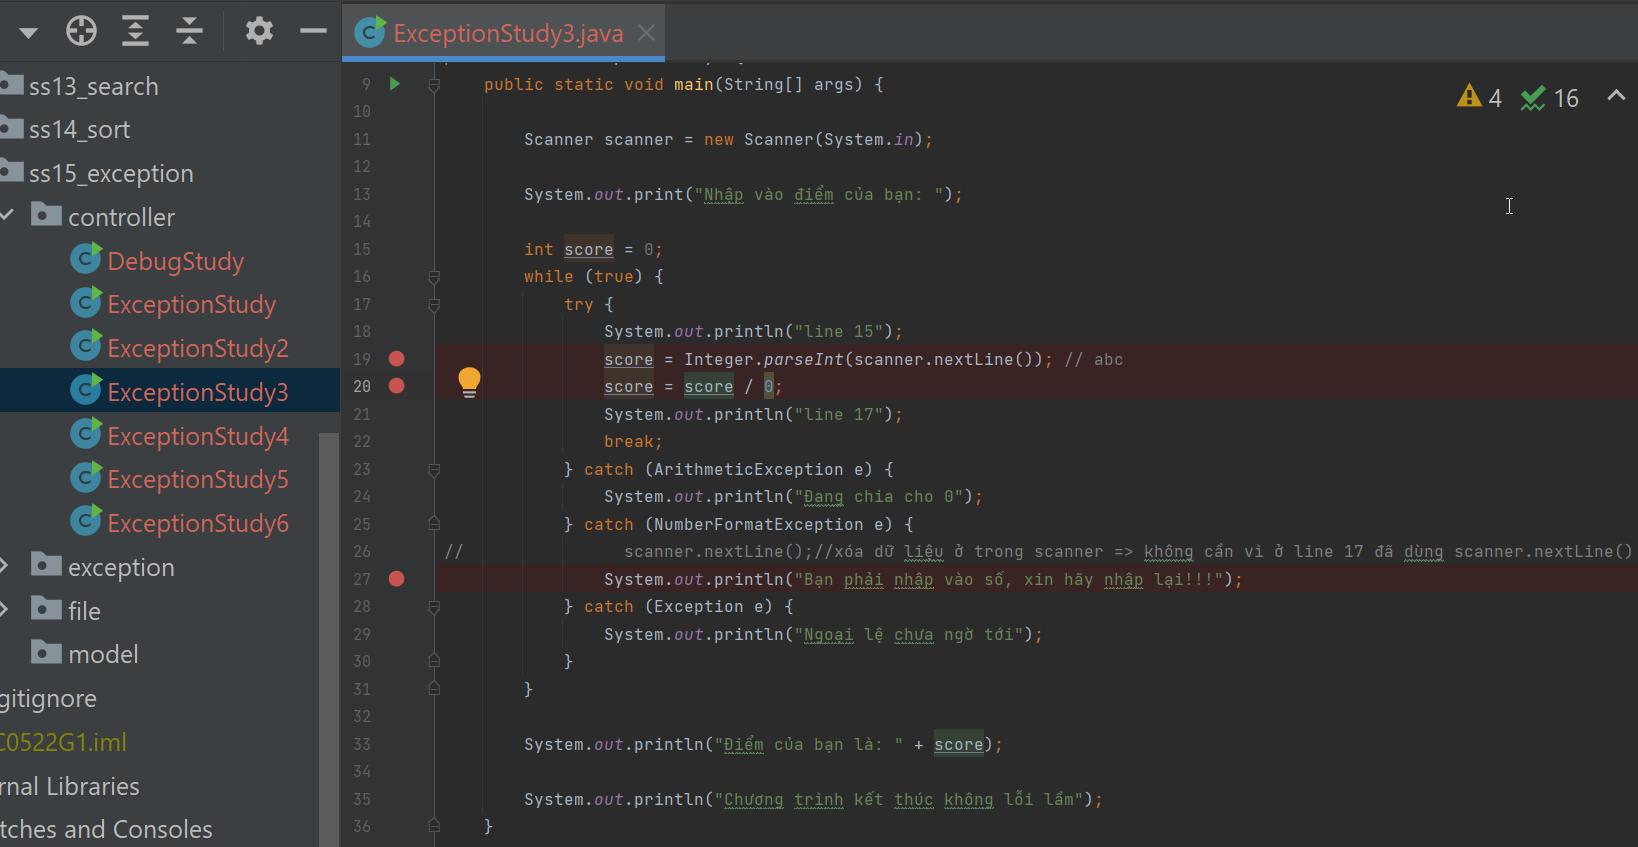 ExceptionStudy3.java
ss13_search
ss14_sort
ss15_exception
controller
DebugStudy
ExceptionStudy
ExceptionStudy2
ExceptionStudy3
ExceptionStudy4
ExceptionStudy5
ExceptionStudy6
exception
file
model
gitignore
C0522G1.iml
rnal Libraries
tches and Consoles
4 16
9 public static void main(String[] args) {
10
11 Scanner scanner = new Scanner(System.in);
12
13 System.out.print("Nhập vào điểm của bạn: ");
14
15 int score = 0;
16 while (true) {
17 try {
18 System.out.println("line 15");
19 score = Integer.parseInt(scanner.nextLine()); // abc
20 score = score / 0;
21 System.out.println("line 17");
22 break;
23 } catch (ArithmeticException e) {
24 System.out.println("Đang chia cho 0");
25 } catch (NumberFormatException e) {
26 // scanner.nextLine();//xóa dữ liệu ở trong scanner => không cần vì ở line 17 đã dùng scanner.nextLine()
27 System.out.println("Bạn phải nhập vào số, xin hãy nhập lại!!!");
28 } catch (Exception e) {
29 System.out.println("Ngoại lệ chưa ngờ tới");
30 }
31 }
32
33 System.out.println("Điểm của bạn là: " + score);
34
35 System.out.println("Chương trình kết thúc không lỗi lầm");
36 }